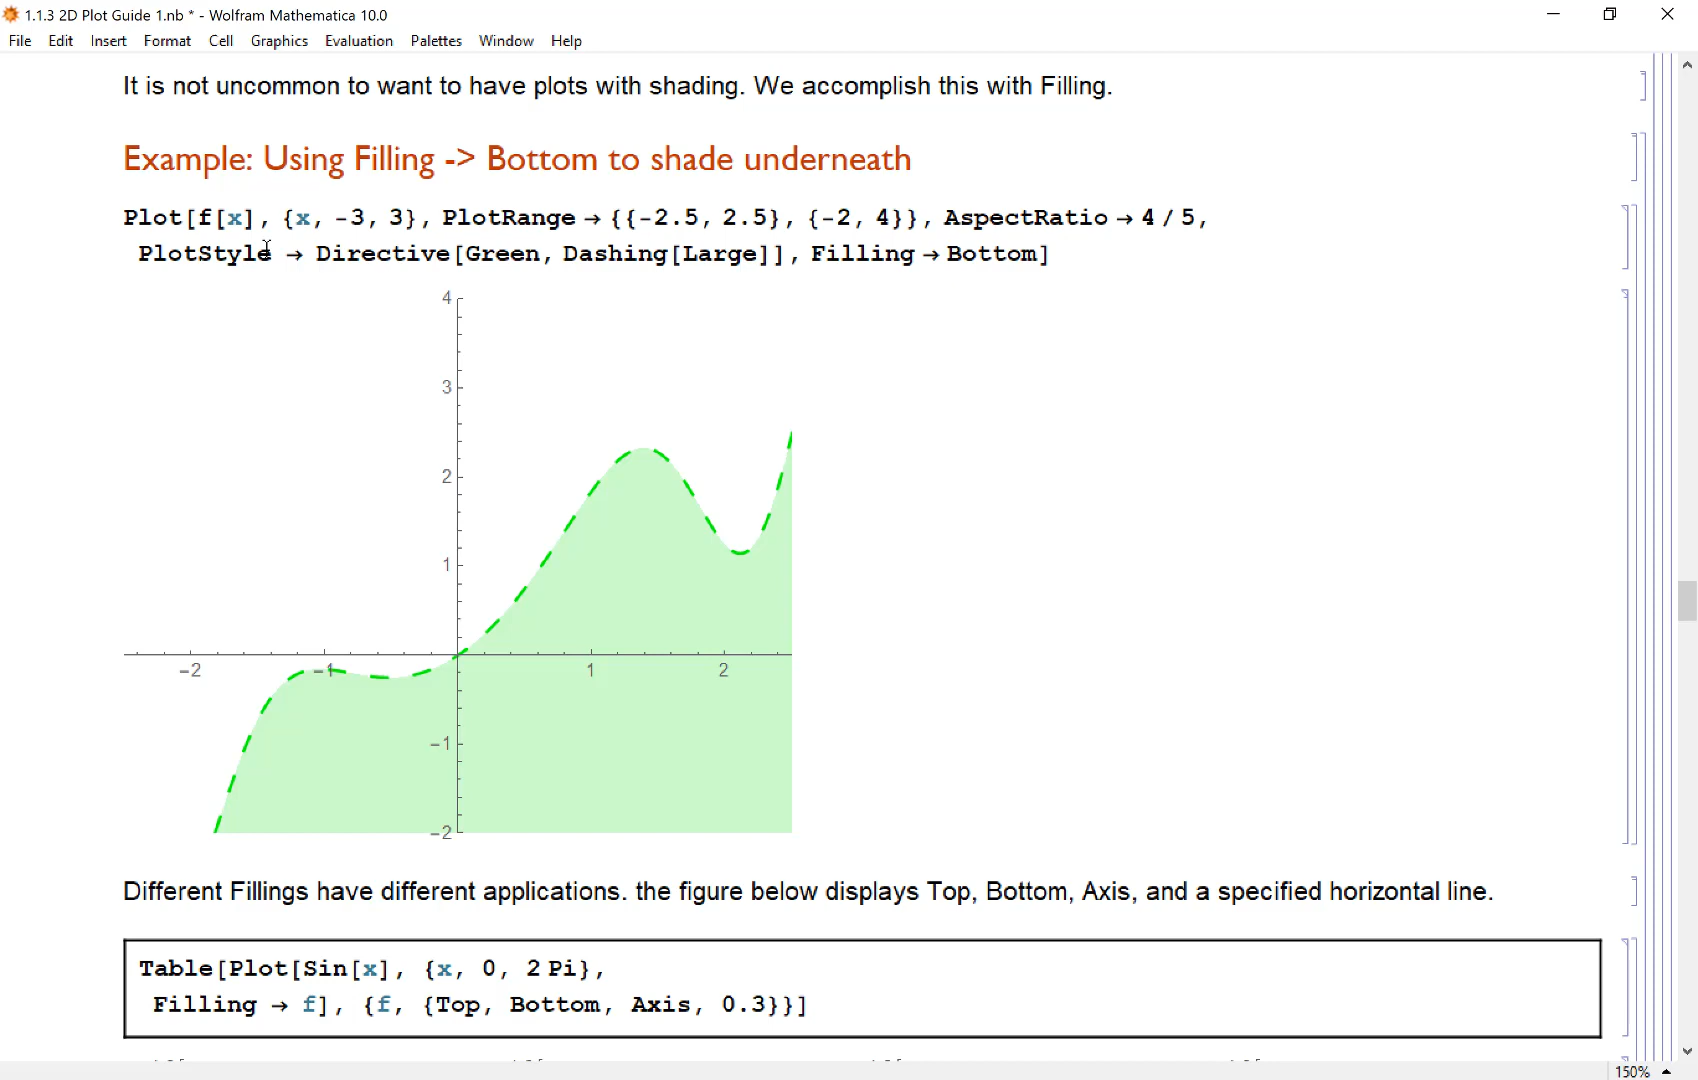 1.1.3 2D Plot Guide 1.nb * - Wolfram Mathematica 10.0
File Edit Insert Format Cell Graphics Evaluation Palettes Window Help
It is not uncommon to want to have plots with shading. We accomplish this with Filling.
Example: Using Filling -> Bottom to shade underneath
Plot[f[x], {x, -3, 3}, PlotRange → {{-2.5, 2.5}, {-2, 4}}, AspectRatio → 4 / 5,
PlotStyle → Directive[Green, Dashing[Large]], Filling → Bottom]
4
3
2
1
-2 -1 1 2
-1
-2
Different Fillings have different applications. the figure below displays Top, Bottom, Axis, and a specified horizontal line.
Table[Plot[Sin[x], {x, 0, 2 Pi},
Filling → f], {f, {Top, Bottom, Axis, 0.3}}]
150%